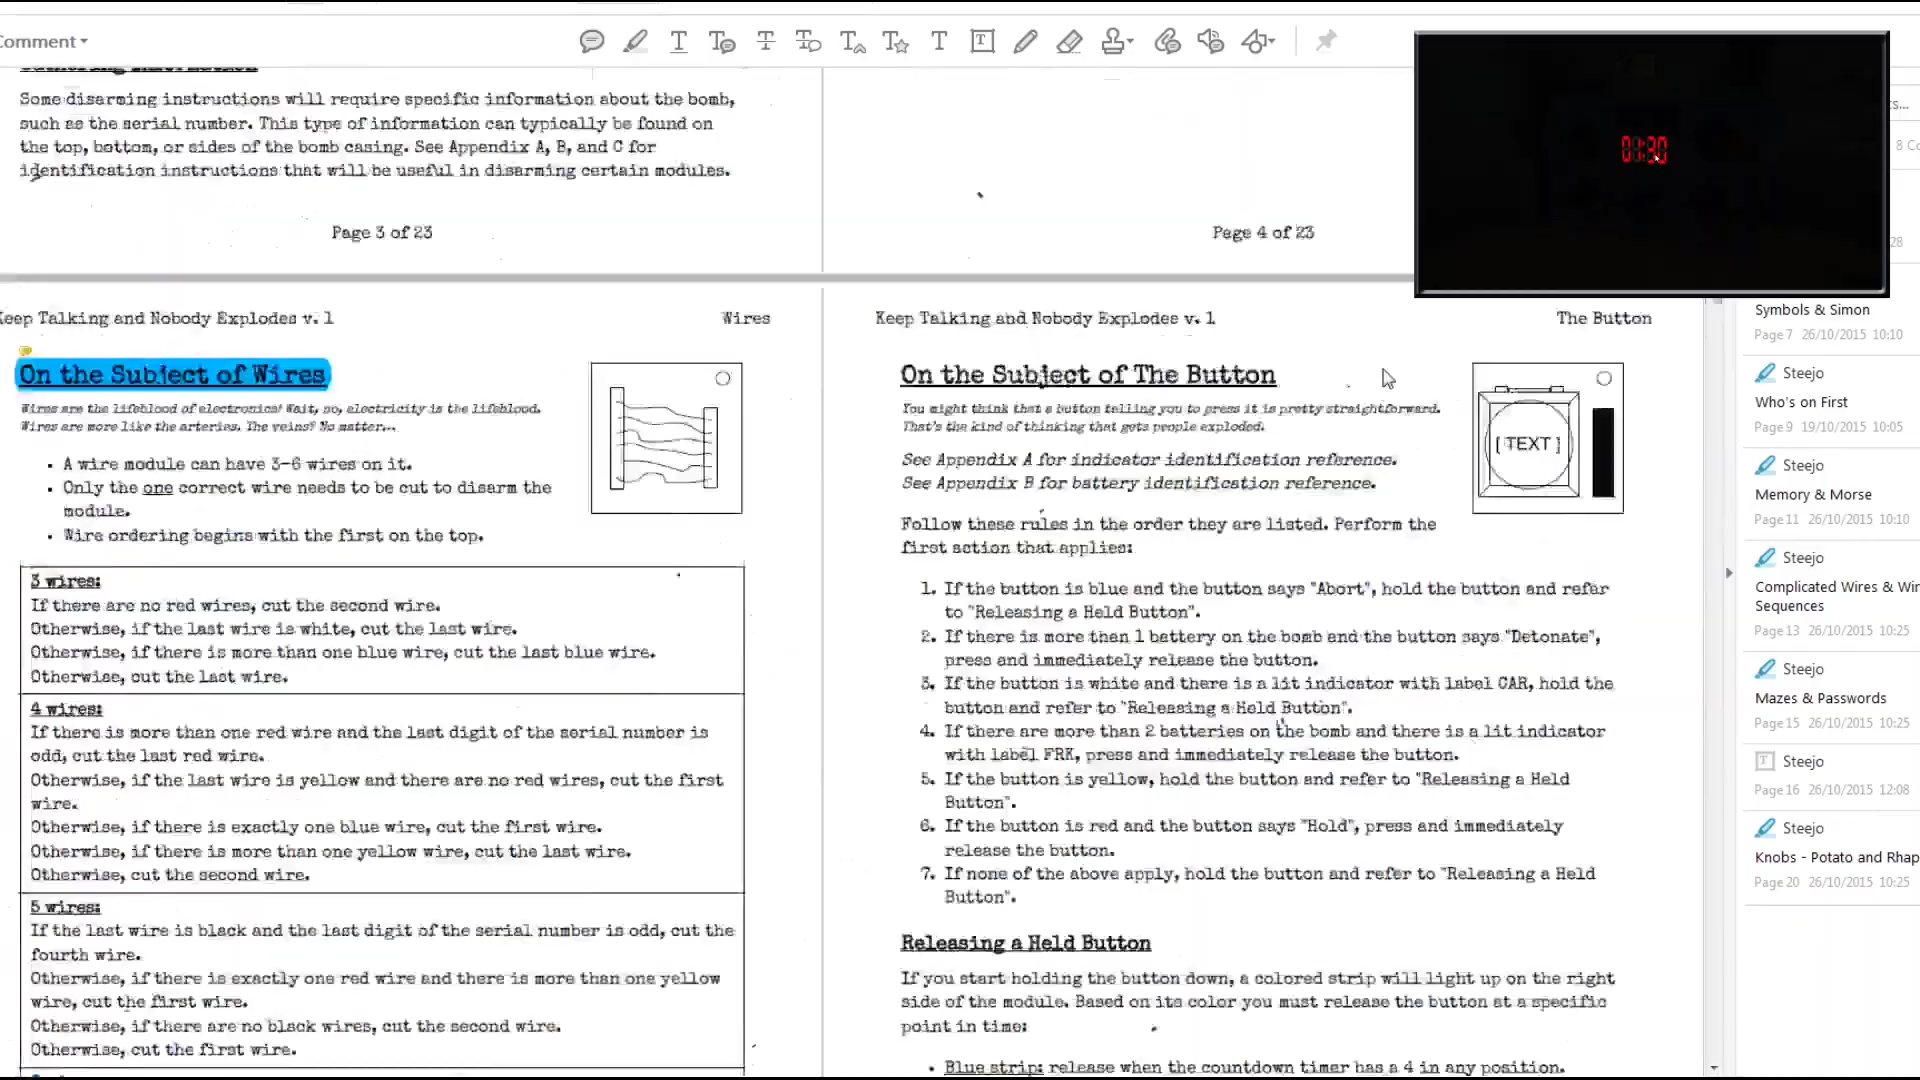 Comment
Some disarming instructions will require specific information about the bomb,
such as the serial number. This type of information can typically be found on
the top, bottom, or sides of the bomb casing. See Appendix A, B, and C for
identification instructions that will be useful in disarming certain modules.
Page 3 of 23
Page 4 of 23
01:30
Keep Talking and Nobody Explodes v. 1
Wires
On the Subject of Wires
Wires are the lifeblood of electronics! Wait, no, electricity is the lifeblood.
Wires are more like the arteries. The veins? No matter...
• A wire module can have 3-6 wires on it.
• Only the one correct wire needs to be cut to disarm the
module.
• Wire ordering begins with the first on the top.
3 wires:
If there are no red wires, cut the second wire.
Otherwise, if the last wire is white, cut the last wire.
Otherwise, if there is more than one blue wire, cut the last blue wire.
Otherwise, cut the last wire.
4 wires:
If there is more than one red wire and the last digit of the serial number is
odd, cut the last red wire.
Otherwise, if the last wire is yellow and there are no red wires, cut the first
wire.
Otherwise, if there is exactly one blue wire, cut the first wire.
Otherwise, if there is more than one yellow wire, cut the last wire.
Otherwise, cut the second wire.
5 wires:
If the last wire is black and the last digit of the serial number is odd, cut the
fourth wire.
Otherwise, if there is exactly one red wire and there is more than one yellow
wire, cut the first wire.
Otherwise, if there are no black wires, cut the second wire.
Otherwise, cut the first wire.
Keep Talking and Nobody Explodes v. 1
The Button
On the Subject of The Button
You might think that a button telling you to press it is pretty straightforward.
That's the kind of thinking that gets people exploded.
See Appendix A for indicator identification reference.
See Appendix B for battery identification reference.
[TEXT]
Follow these rules in the order they are listed. Perform the
first action that applies:
1. If the button is blue and the button says "Abort", hold the button and refer
to "Releasing a Held Button".
2. If there is more than 1 battery on the bomb and the button says "Detonate",
press and immediately release the button.
3. If the button is white and there is a lit indicator with label CAR, hold the
button and refer to "Releasing a Held Button".
4. If there are more than 2 batteries on the bomb and there is a lit indicator
with label FRK, press and immediately release the button.
5. If the button is yellow, hold the button and refer to "Releasing a Held
Button".
6. If the button is red and the button says "Hold", press and immediately
release the button.
7. If none of the above apply, hold the button and refer to "Releasing a Held
Button".
Releasing a Held Button
If you start holding the button down, a colored strip will light up on the right
side of the module. Based on its color you must release the button at a specific
point in time:
• Blue strip: release when the countdown timer has a 4 in any position.
Symbols & Simon
Page 7 26/10/2015 10:10
Steejo
Who's on First
Page 9 19/10/2015 10:05
Steejo
Memory & Morse
Page 11 26/10/2015 10:10
Steejo
Complicated Wires & Wir
Sequences
Page 13 26/10/2015 10:25
Steejo
Mazes & Passwords
Page 15 26/10/2015 10:25
Steejo
Page 16 26/10/2015 12:08
Steejo
Knobs - Potato and Rhap
Page 20 26/10/2015 10:25